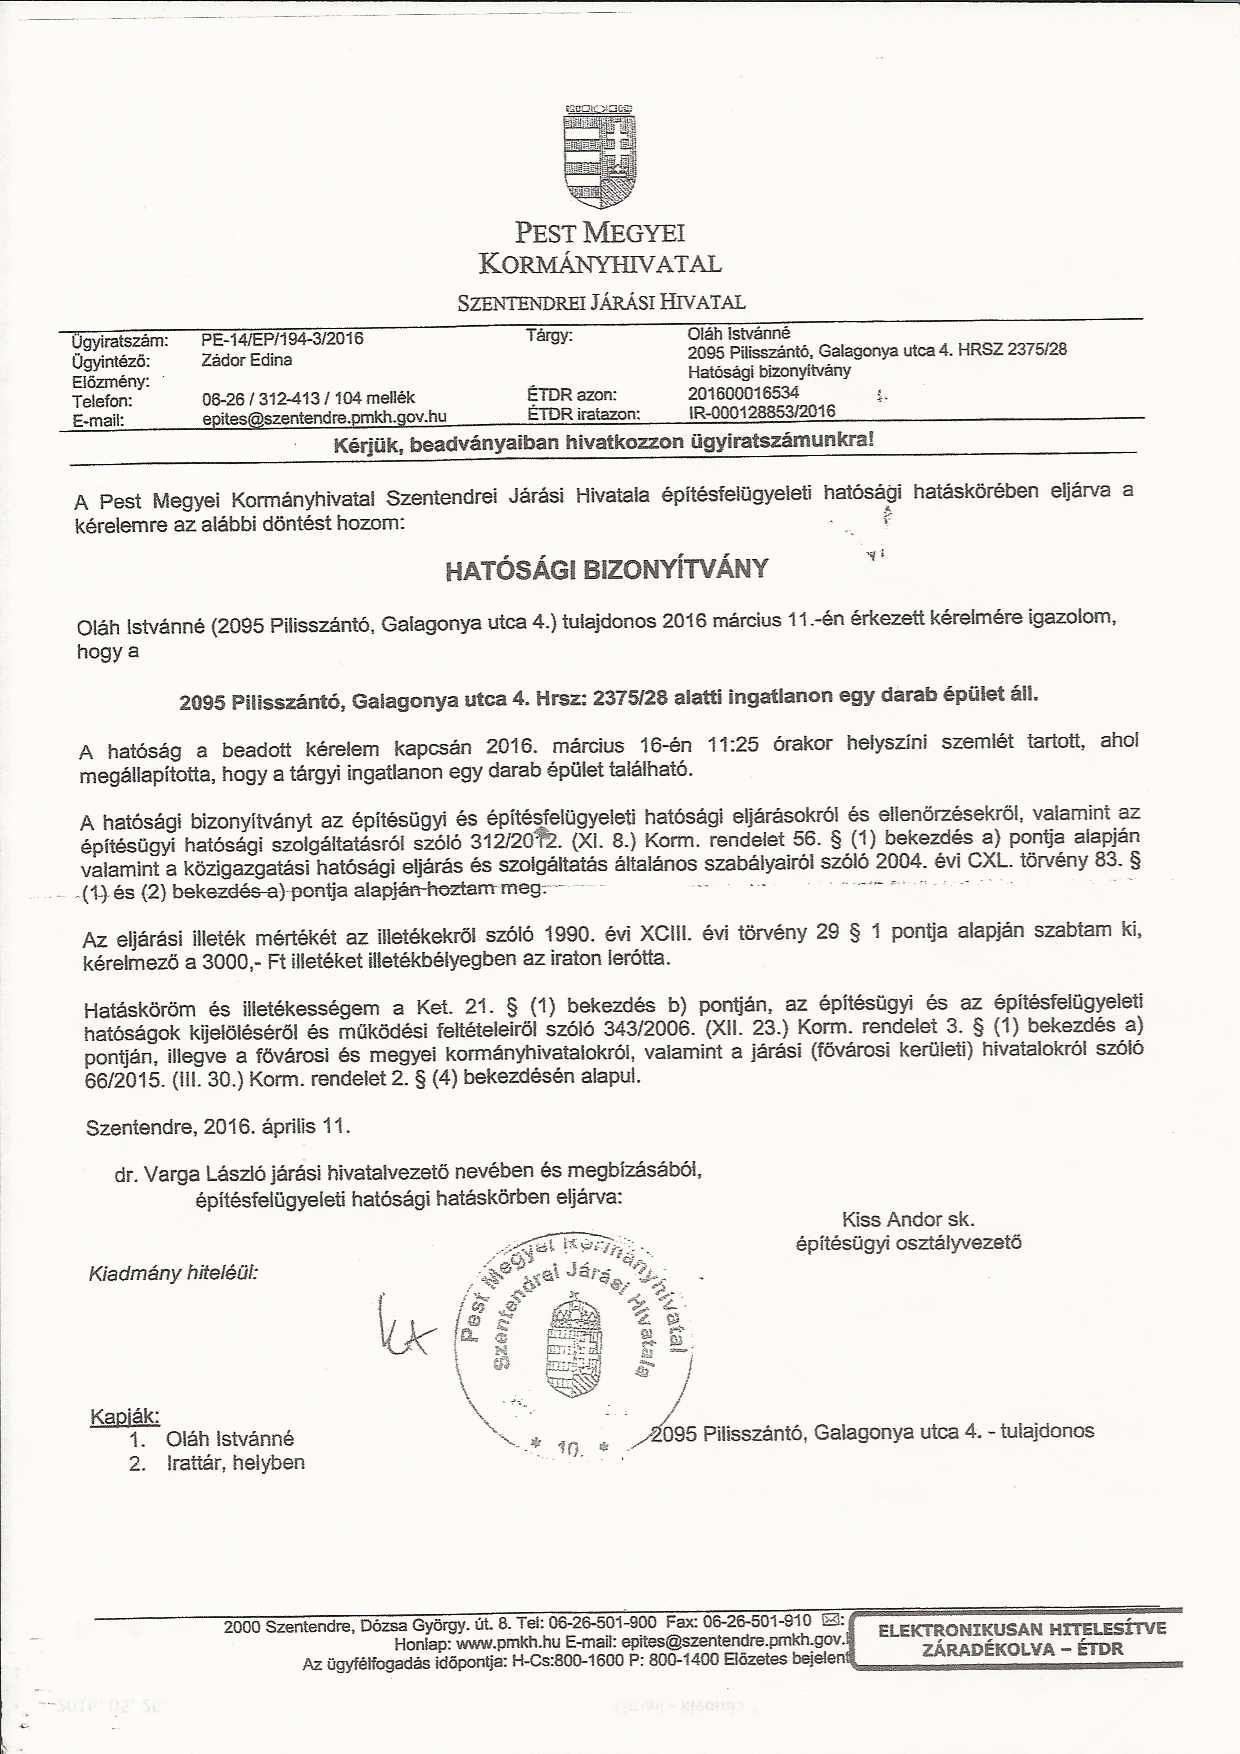 PEST MEGYEI
KORMÁNYHIVATAL
SZENTENDREI JÁRÁSI HIVATAL
Ügyiratszám: PE-14/EP/194-3/2016 Tárgy: Oláh Istvánné
Ügyintéző: Zádor Edina 2095 Pilisszántó, Galagonya utca 4. HRSZ 2375/28
Előzmény: Hatósági bizonyítvány
Telefon: 06-26 / 312-413 / 104 mellék ÉTDR azon: 201600016534
E-mail: epites@szentendre.pmkh.gov.hu ÉTDR iratazon: IR-000128853/2016
Kérjük, beadványaiban hivatkozzon ügyiratszámunkra!
A Pest Megyei Kormányhivatal Szentendrei Járási Hivatala építésfelügyeleti hatósági hatáskörében eljárva a
kérelemre az alábbi döntést hozom:
HATÓSÁGI BIZONYÍTVÁNY
Oláh Istvánné (2095 Pilisszántó, Galagonya utca 4.) tulajdonos 2016 március 11.-én érkezett kérelmére igazolom,
hogy a
2095 Pilisszántó, Galagonya utca 4. Hrsz: 2375/28 alatti ingatlanon egy darab épület áll.
A hatóság a beadott kérelem kapcsán 2016. március 16-én 11:25 órakor helyszíni szemlét tartott, ahol
megállapította, hogy a tárgyi ingatlanon egy darab épület található.
A hatósági bizonyítványt az építésügyi és építésfelügyeleti hatósági eljárásokról és ellenőrzésekről, valamint az
építésügyi hatósági szolgáltatásról szóló 312/2012. (XI. 8.) Korm. rendelet 56. § (1) bekezdés a) pontja alapján
valamint a közigazgatási hatósági eljárás és szolgáltatás általános szabályairól szóló 2004. évi CXL. törvény 83. §
(1) és (2) bekezdés a) pontja alapján hoztam meg.
Az eljárási illeték mértékét az illetékekről szóló 1990. évi XCIII. évi törvény 29 § 1 pontja alapján szabtam ki,
kérelmező a 3000,- Ft illetéket illetékbélyegben az iraton lerótta.
Hatásköröm és illetékességem a Ket. 21. § (1) bekezdés b) pontján, az építésügyi és az építésfelügyeleti
hatóságok kijelöléséről és működési feltételeiről szóló 343/2006. (XII. 23.) Korm. rendelet 3. § (1) bekezdés a)
pontján, illegve a fővárosi és megyei kormányhivatalokról, valamint a járási (fővárosi kerületi) hivatalokról szóló
66/2015. (III. 30.) Korm. rendelet 2. § (4) bekezdésén alapul.
Szentendre, 2016. április 11.
dr. Varga László járási hivatalvezető nevében és megbízásából,
építésfelügyeleti hatósági hatáskörben eljárva:
Kiss Andor sk.
építésügyi osztályvezető
Kiadmány hiteléül:
Pest Megyei Kormányhivatal
Szentendrei Járási Hivatala
* 10. *
Kapják:
1. Oláh Istvánné 2095 Pilisszántó, Galagonya utca 4. - tulajdonos
2. Irattár, helyben
2000 Szentendre, Dózsa György. út. 8. Tel: 06-26-501-900 Fax: 06-26-501-910 ✉:
Honlap: www.pmkh.hu E-mail: epites@szentendre.pmkh.gov.
Az ügyfélfogadás időpontja: H-Cs:800-1600 P: 800-1400 Előzetes bejelent
ELEKTRONIKUSAN HITELESÍTVE
ZÁRADÉKOLVA – ÉTDR